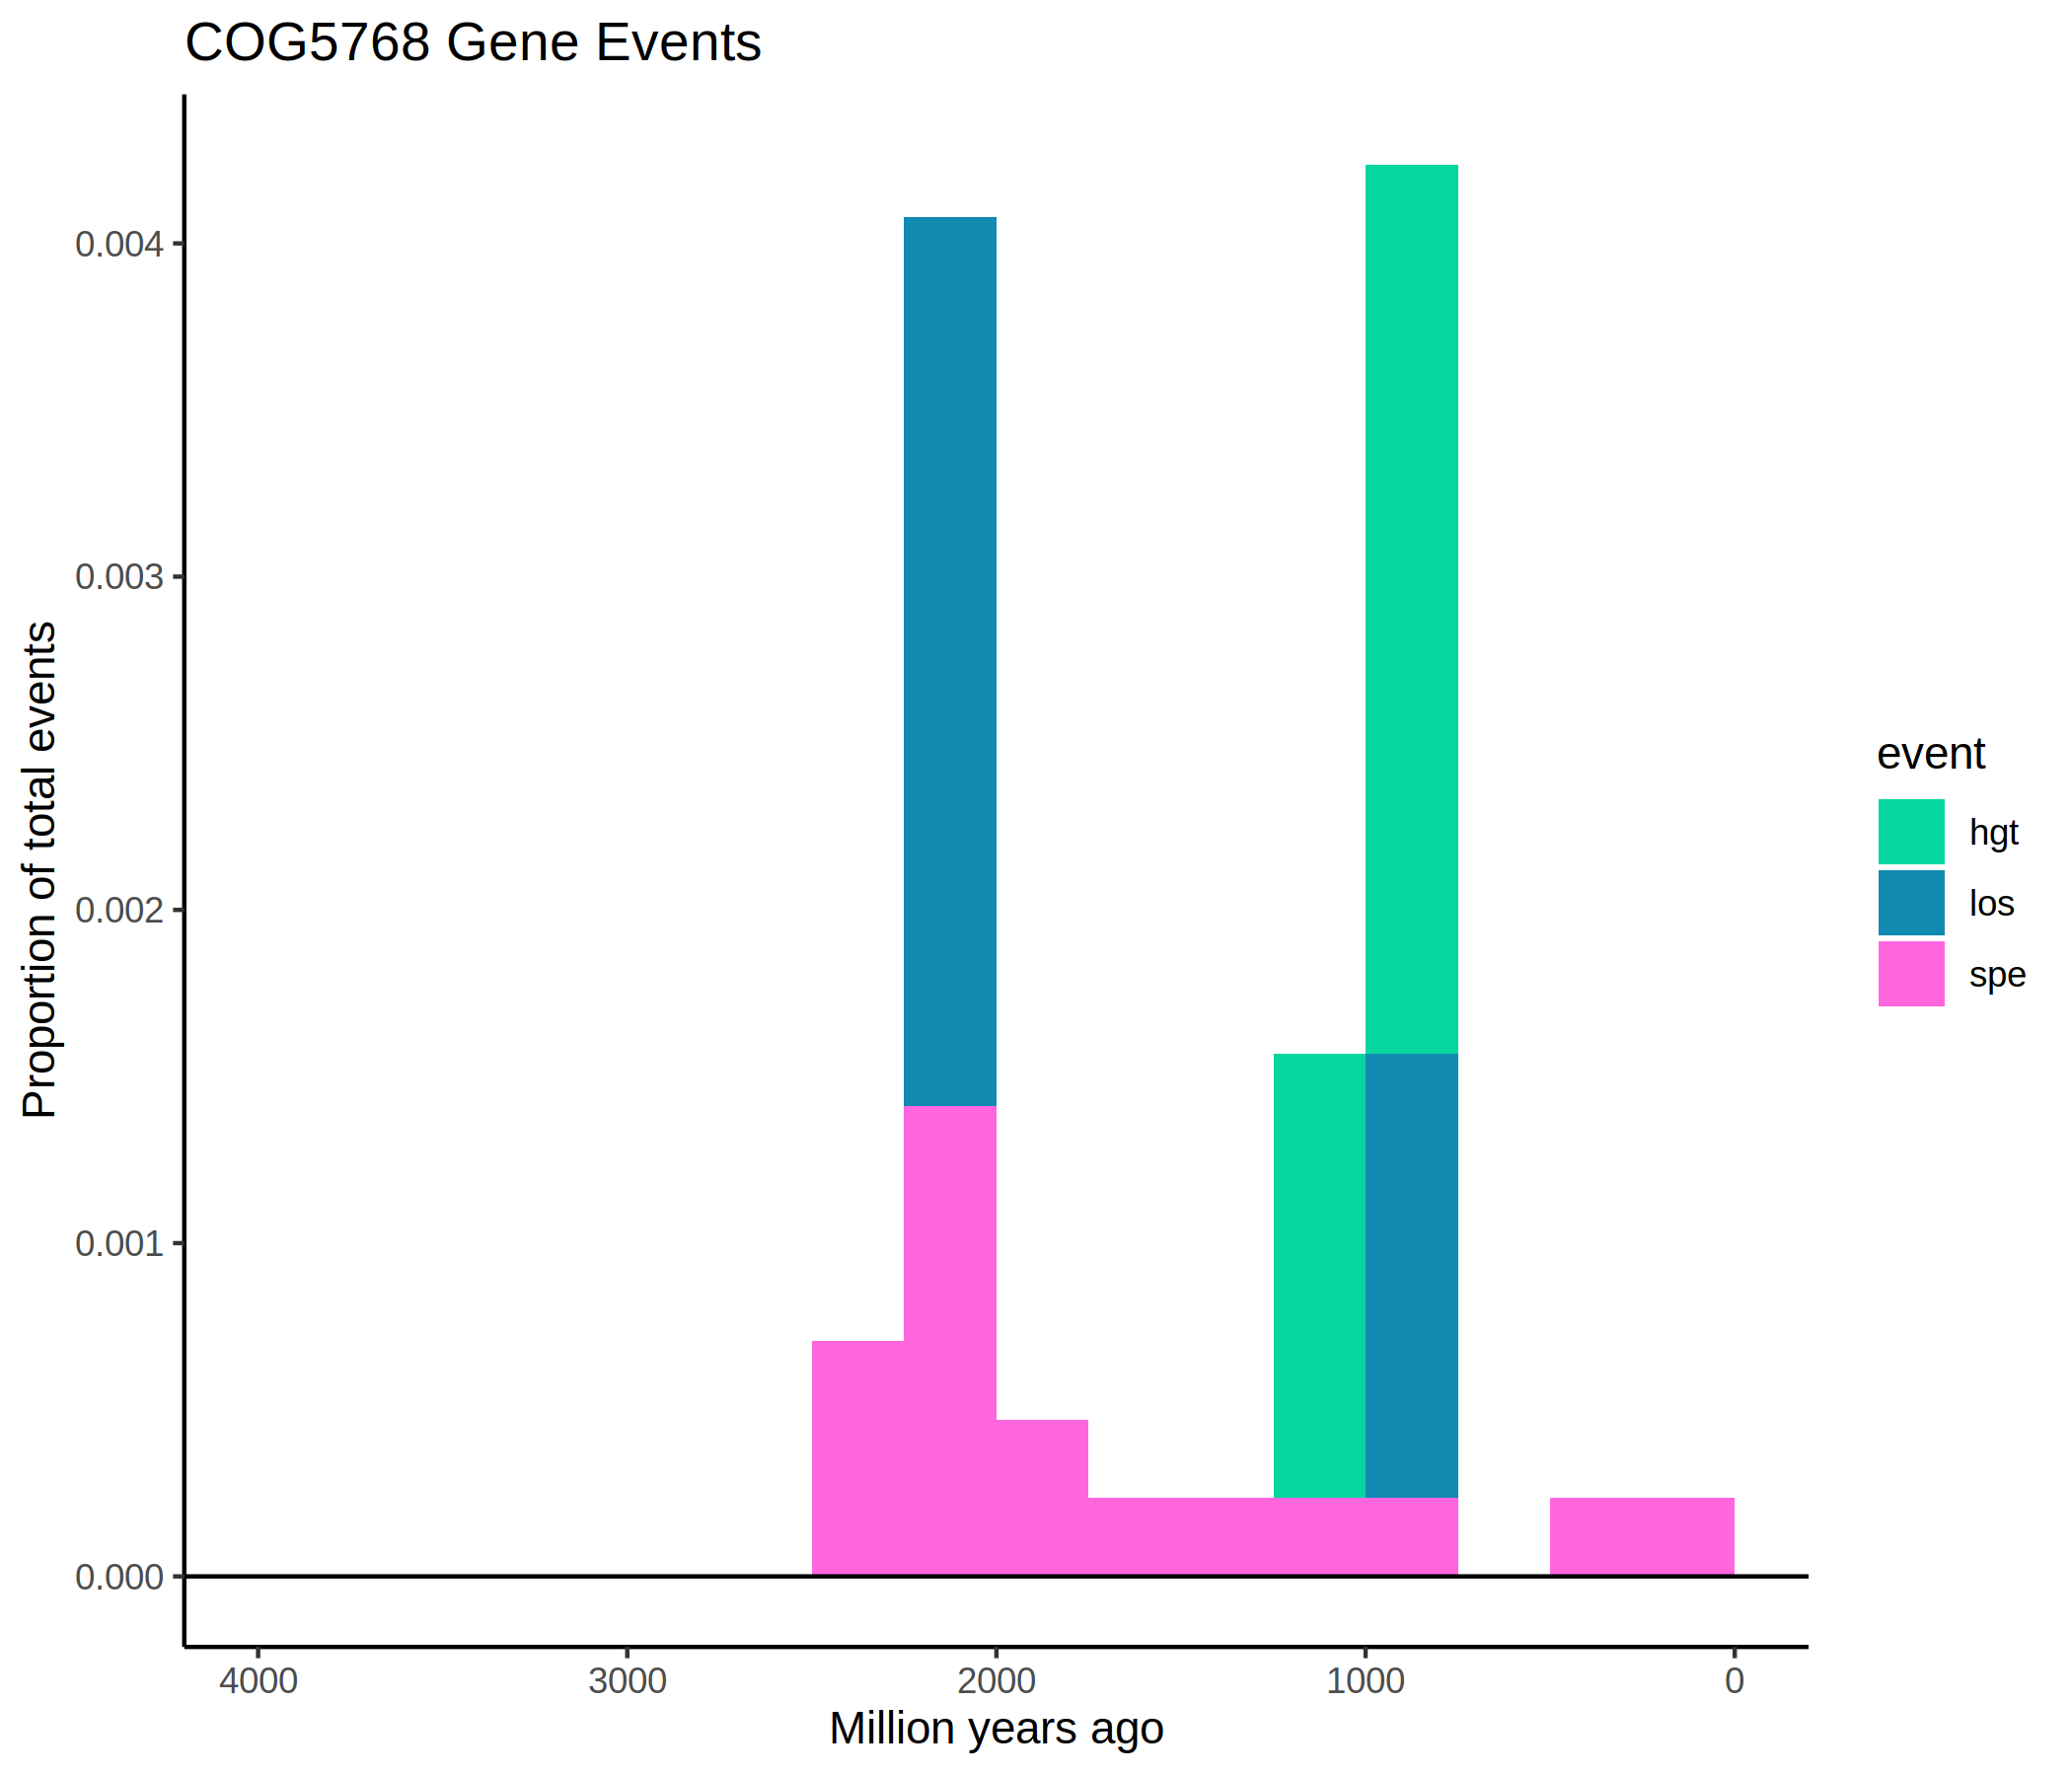 COG5768 Gene Events
Proportion of total events
0.004
0.003
0.002
0.001
0.000
4000 3000 2000 1000 0
Million years ago
event
hgt
los
spe